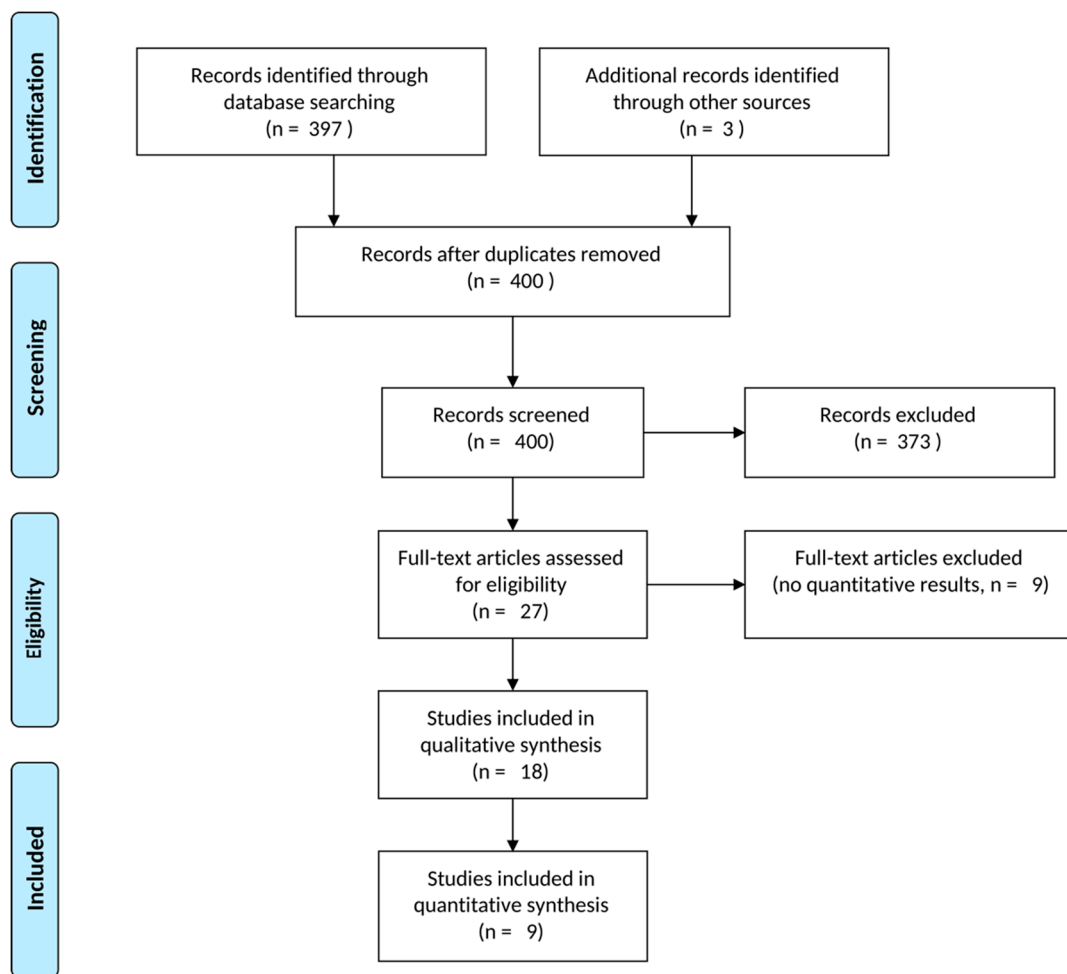 Identification
Records identified through
database searching
(n = 397 )
Additional records identified
through other sources
(n = 3 )
Records after duplicates removed
(n = 400 )
Screening
Records screened
(n = 400)
Records excluded
(n = 373 )
Eligibility
Full-text articles assessed
for eligibility
(n = 27)
Full-text articles excluded
(no quantitative results, n = 9)
Studies included in
qualitative synthesis
(n = 18)
Included
Studies included in
quantitative synthesis
(n = 9)